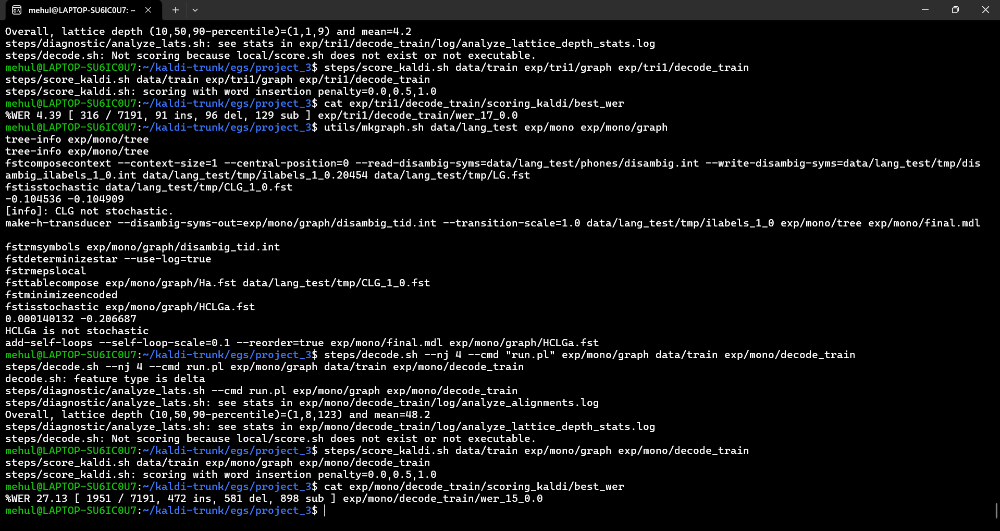 mehul@LAPTOP-SU6IC0U7: ~
Overall, lattice depth (10,50,90-percentile)=(1,1,9) and mean=4.2
steps/diagnostic/analyze_lats.sh: see stats in exp/tri1/decode_train/log/analyze_lattice_depth_stats.log
steps/decode.sh: Not scoring because local/score.sh does not exist or not executable.
mehul@LAPTOP-SU6IC0U7:~/kaldi-trunk/egs/project_3$ steps/score_kaldi.sh data/train exp/tri1/graph exp/tri1/decode_train
steps/score_kaldi.sh data/train exp/tri1/graph exp/tri1/decode_train
steps/score_kaldi.sh: scoring with word insertion penalty=0.0,0.5,1.0
mehul@LAPTOP-SU6IC0U7:~/kaldi-trunk/egs/project_3$ cat exp/tri1/decode_train/scoring_kaldi/best_wer
%WER 4.39 [ 316 / 7191, 91 ins, 96 del, 129 sub ] exp/tri1/decode_train/wer_17_0.0
mehul@LAPTOP-SU6IC0U7:~/kaldi-trunk/egs/project_3$ utils/mkgraph.sh data/lang_test exp/mono exp/mono/graph
tree-info exp/mono/tree
tree-info exp/mono/tree
fstcomposecontext --context-size=1 --central-position=0 --read-disambig-syms=data/lang_test/phones/disambig.int --write-disambig-syms=data/lang_test/tmp/dis
ambig_ilabels_1_0.int data/lang_test/tmp/ilabels_1_0.20454 data/lang_test/tmp/LG.fst
fstisstochastic data/lang_test/tmp/CLG_1_0.fst
-0.104536 -0.104909
[info]: CLG not stochastic.
make-h-transducer --disambig-syms-out=exp/mono/graph/disambig_tid.int --transition-scale=1.0 data/lang_test/tmp/ilabels_1_0 exp/mono/tree exp/mono/final.mdl
fstrmsymbols exp/mono/graph/disambig_tid.int
fstdeterminizestar --use-log=true
fstrmepslocal
fsttablecompose exp/mono/graph/Ha.fst data/lang_test/tmp/CLG_1_0.fst
fstminimizeencoded
fstisstochastic exp/mono/graph/HCLGa.fst
0.000140132 -0.206687
HCLGa is not stochastic
add-self-loops --self-loop-scale=0.1 --reorder=true exp/mono/final.mdl exp/mono/graph/HCLGa.fst
mehul@LAPTOP-SU6IC0U7:~/kaldi-trunk/egs/project_3$ steps/decode.sh --nj 4 --cmd "run.pl" exp/mono/graph data/train exp/mono/decode_train
steps/decode.sh --nj 4 --cmd run.pl exp/mono/graph data/train exp/mono/decode_train
decode.sh: feature type is delta
steps/diagnostic/analyze_lats.sh --cmd run.pl exp/mono/graph exp/mono/decode_train
steps/diagnostic/analyze_lats.sh: see stats in exp/mono/decode_train/log/analyze_alignments.log
Overall, lattice depth (10,50,90-percentile)=(1,8,123) and mean=48.2
steps/diagnostic/analyze_lats.sh: see stats in exp/mono/decode_train/log/analyze_lattice_depth_stats.log
steps/decode.sh: Not scoring because local/score.sh does not exist or not executable.
mehul@LAPTOP-SU6IC0U7:~/kaldi-trunk/egs/project_3$ steps/score_kaldi.sh data/train exp/mono/graph exp/mono/decode_train
steps/score_kaldi.sh data/train exp/mono/graph exp/mono/decode_train
steps/score_kaldi.sh: scoring with word insertion penalty=0.0,0.5,1.0
mehul@LAPTOP-SU6IC0U7:~/kaldi-trunk/egs/project_3$ cat exp/mono/decode_train/scoring_kaldi/best_wer
%WER 27.13 [ 1951 / 7191, 472 ins, 581 del, 898 sub ] exp/mono/decode_train/wer_15_0.0
mehul@LAPTOP-SU6IC0U7:~/kaldi-trunk/egs/project_3$